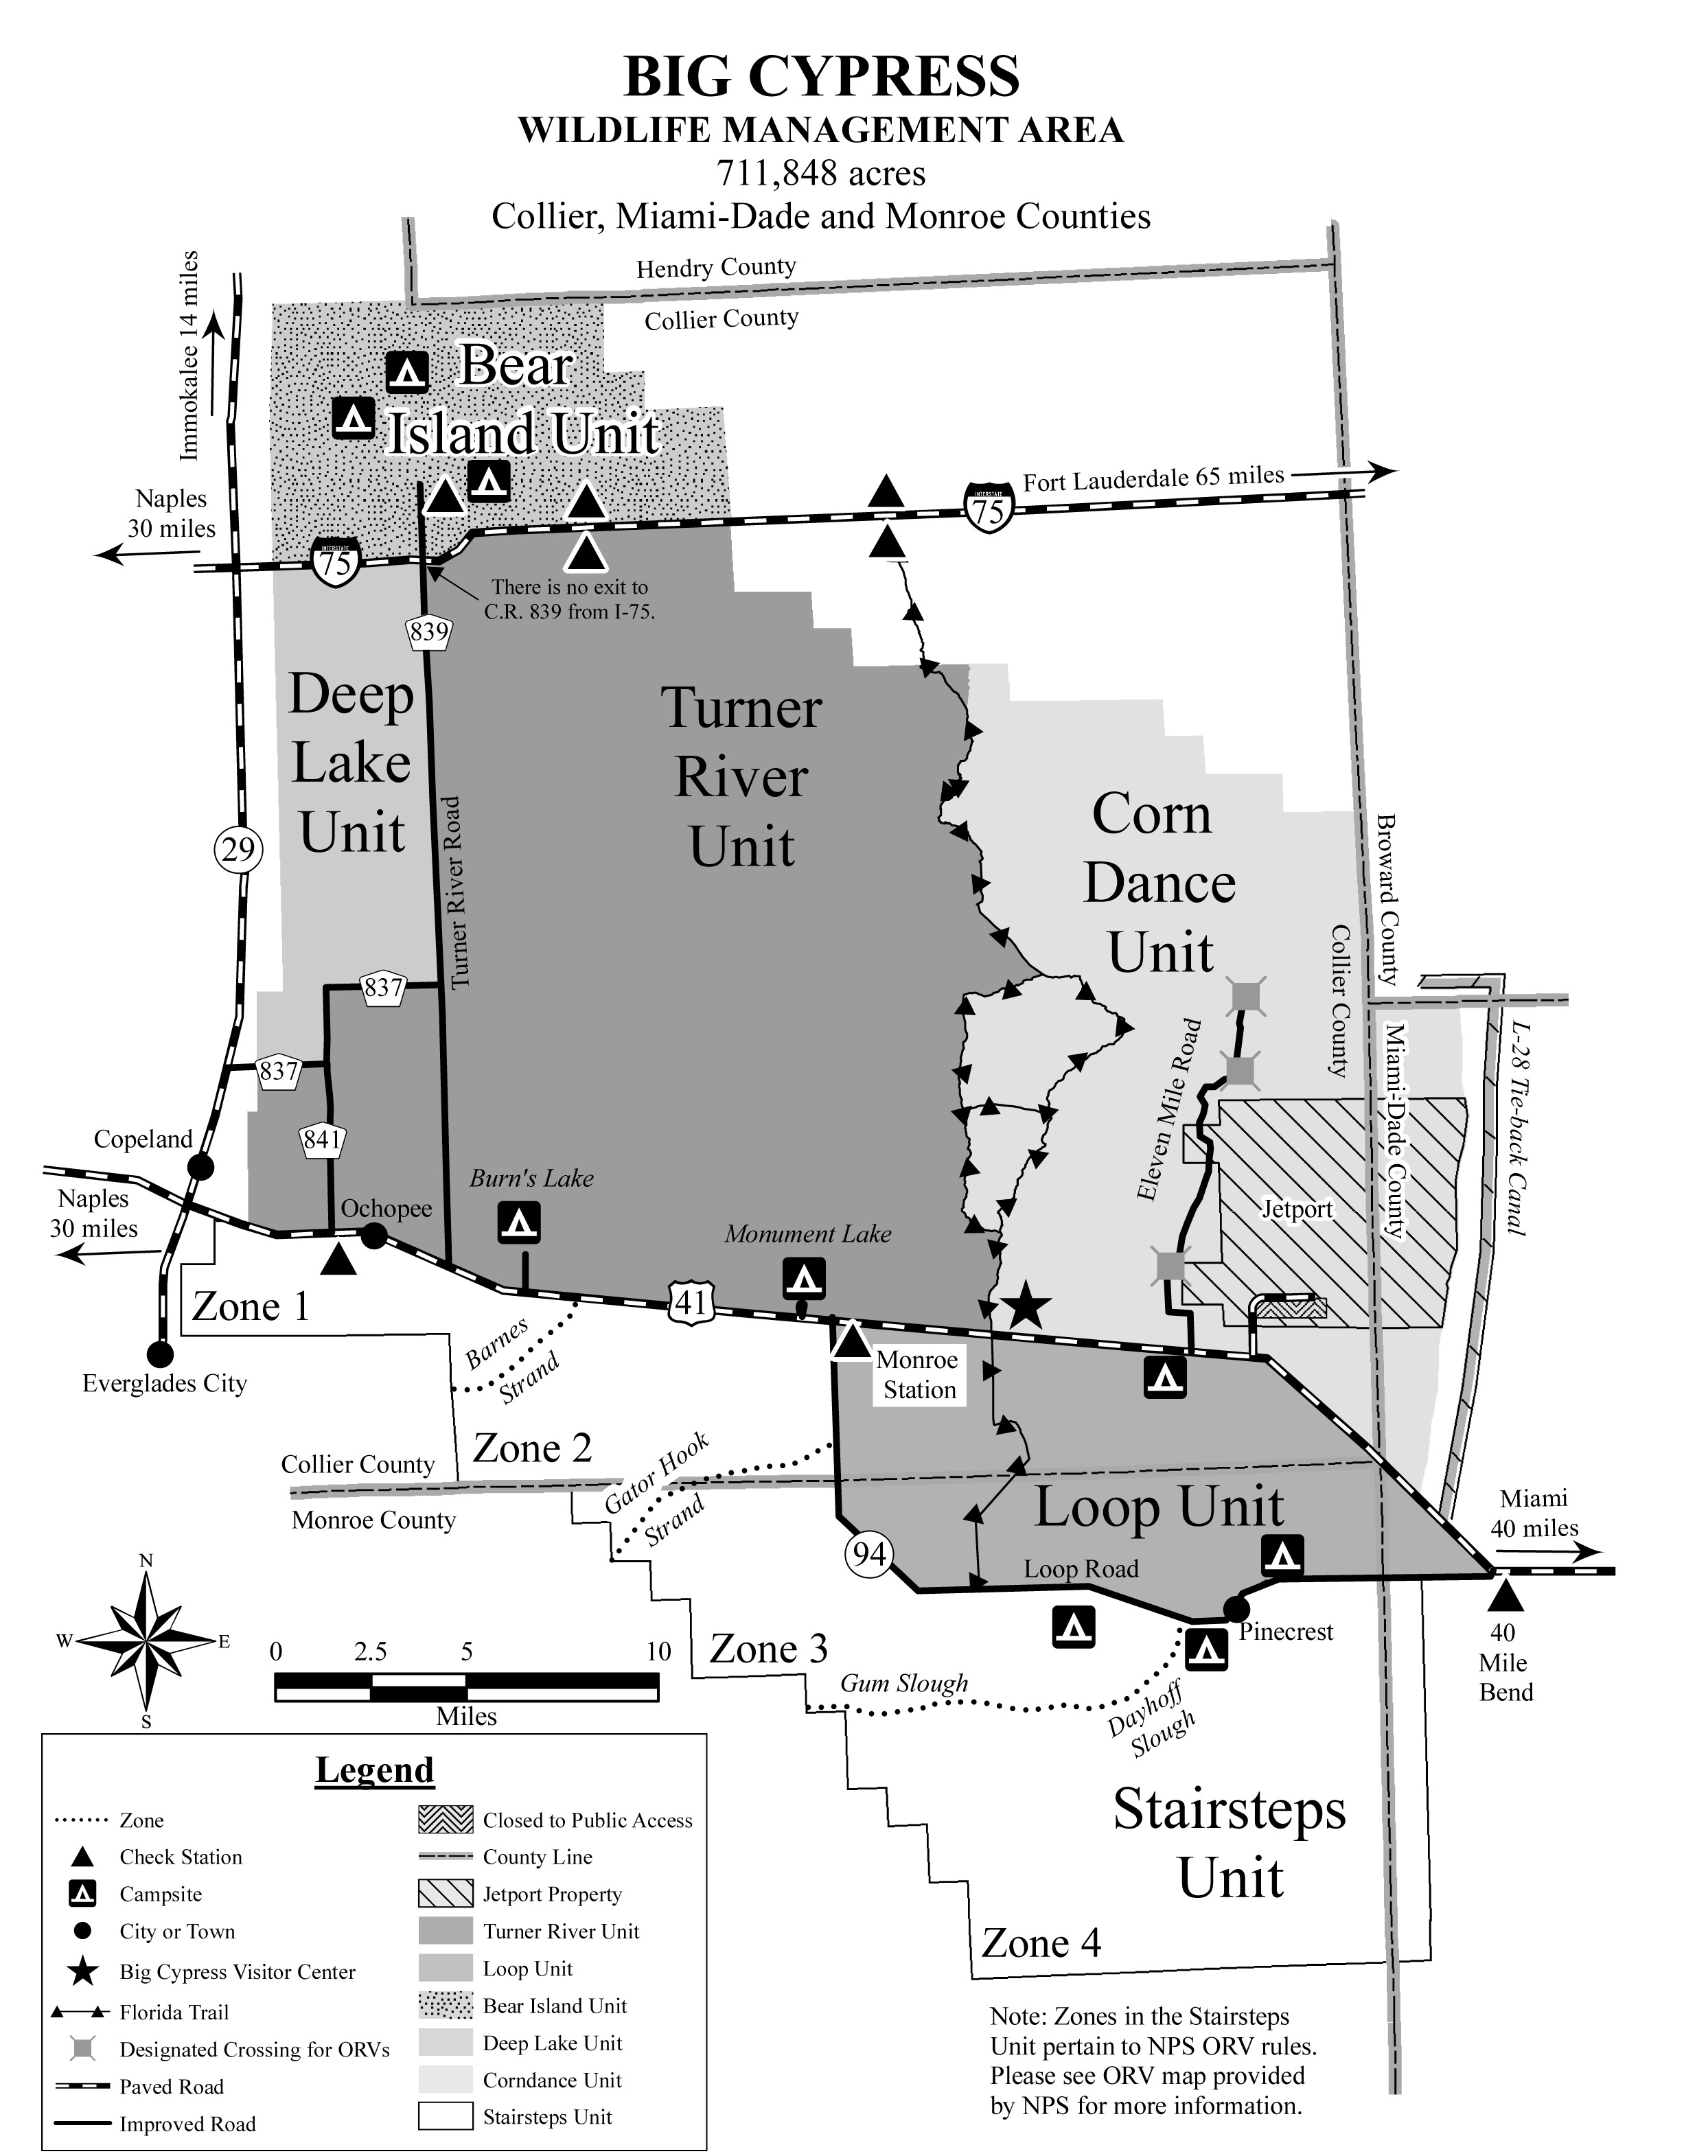 BIG CYPRESS
WILDLIFE MANAGEMENT AREA
711,848 acres
Collier, Miami-Dade and Monroe Counties
Immokalee 14 miles
Hendry County
Collier County
Bear
Island Unit
Fort Lauderdale 65 miles
INTERSTATE
75
Naples
30 miles
INTERSTATE
75
There is no exit to
C.R. 839 from I-75.
839
Deep
Lake
Unit
Turner
River
Unit
Corn
Dance
Unit
29
Turner River Road
Broward County
Collier County
837
837
841
Eleven Mile Road
Miami-Dade County
L-28 Tie-back Canal
Copeland
Naples
30 miles
Ochopee
Burn's Lake
Monument Lake
Jetport
Zone 1
41
Everglades City
Barnes
Strand
Monroe
Station
Zone 2
Collier County
Monroe County
Gator Hook
Strand
Loop Unit
94
Loop Road
Miami
40 miles
Pinecrest
40
Mile
Bend
N
W
E
S
0 2.5 5 10
Miles
Zone 3
Gum Slough
Dayhoff
Slough
Stairsteps
Unit
Zone 4
Legend
Zone
Check Station
Campsite
City or Town
Big Cypress Visitor Center
Florida Trail
Designated Crossing for ORVs
Paved Road
Improved Road
Closed to Public Access
County Line
Jetport Property
Turner River Unit
Loop Unit
Bear Island Unit
Deep Lake Unit
Corndance Unit
Stairsteps Unit
Note: Zones in the Stairsteps
Unit pertain to NPS ORV rules.
Please see ORV map provided
by NPS for more information.